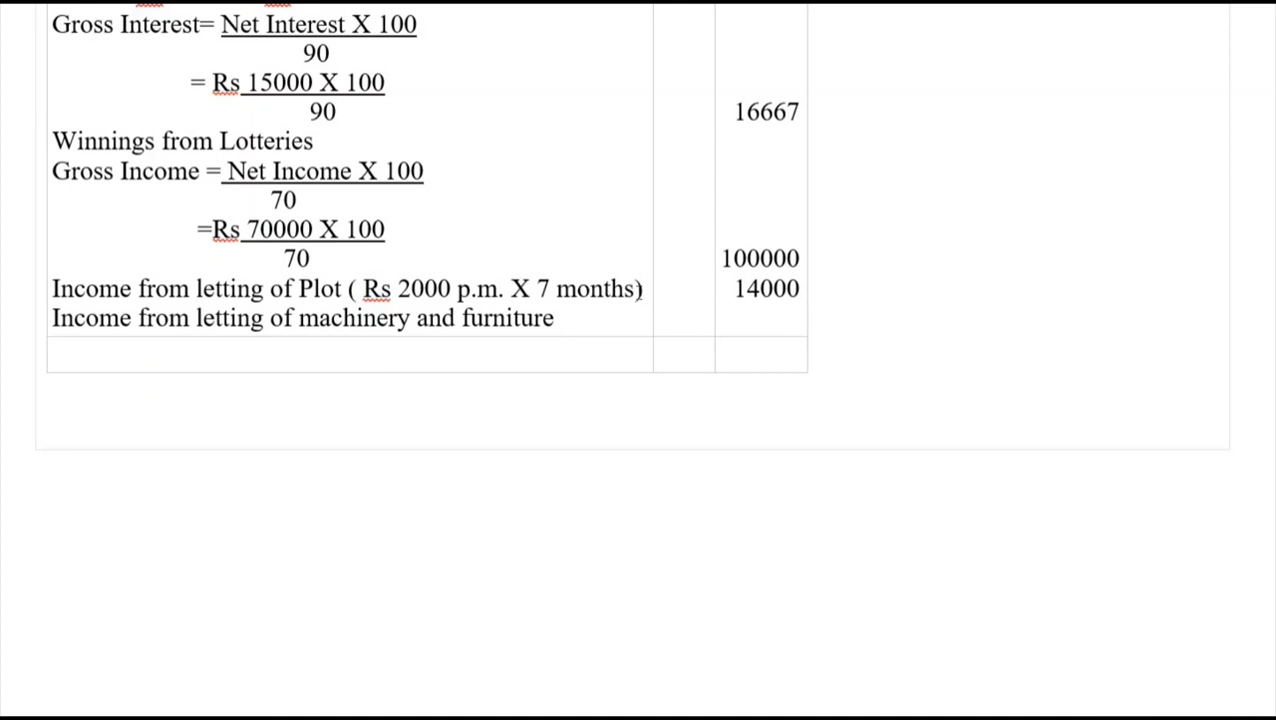 Gross Interest= Net Interest X 100
90
= Rs 15000 X 100
90 16667
Winnings from Lotteries
Gross Income = Net Income X 100
70
=Rs 70000 X 100
70 100000
Income from letting of Plot ( Rs 2000 p.m. X 7 months) 14000
Income from letting of machinery and furniture